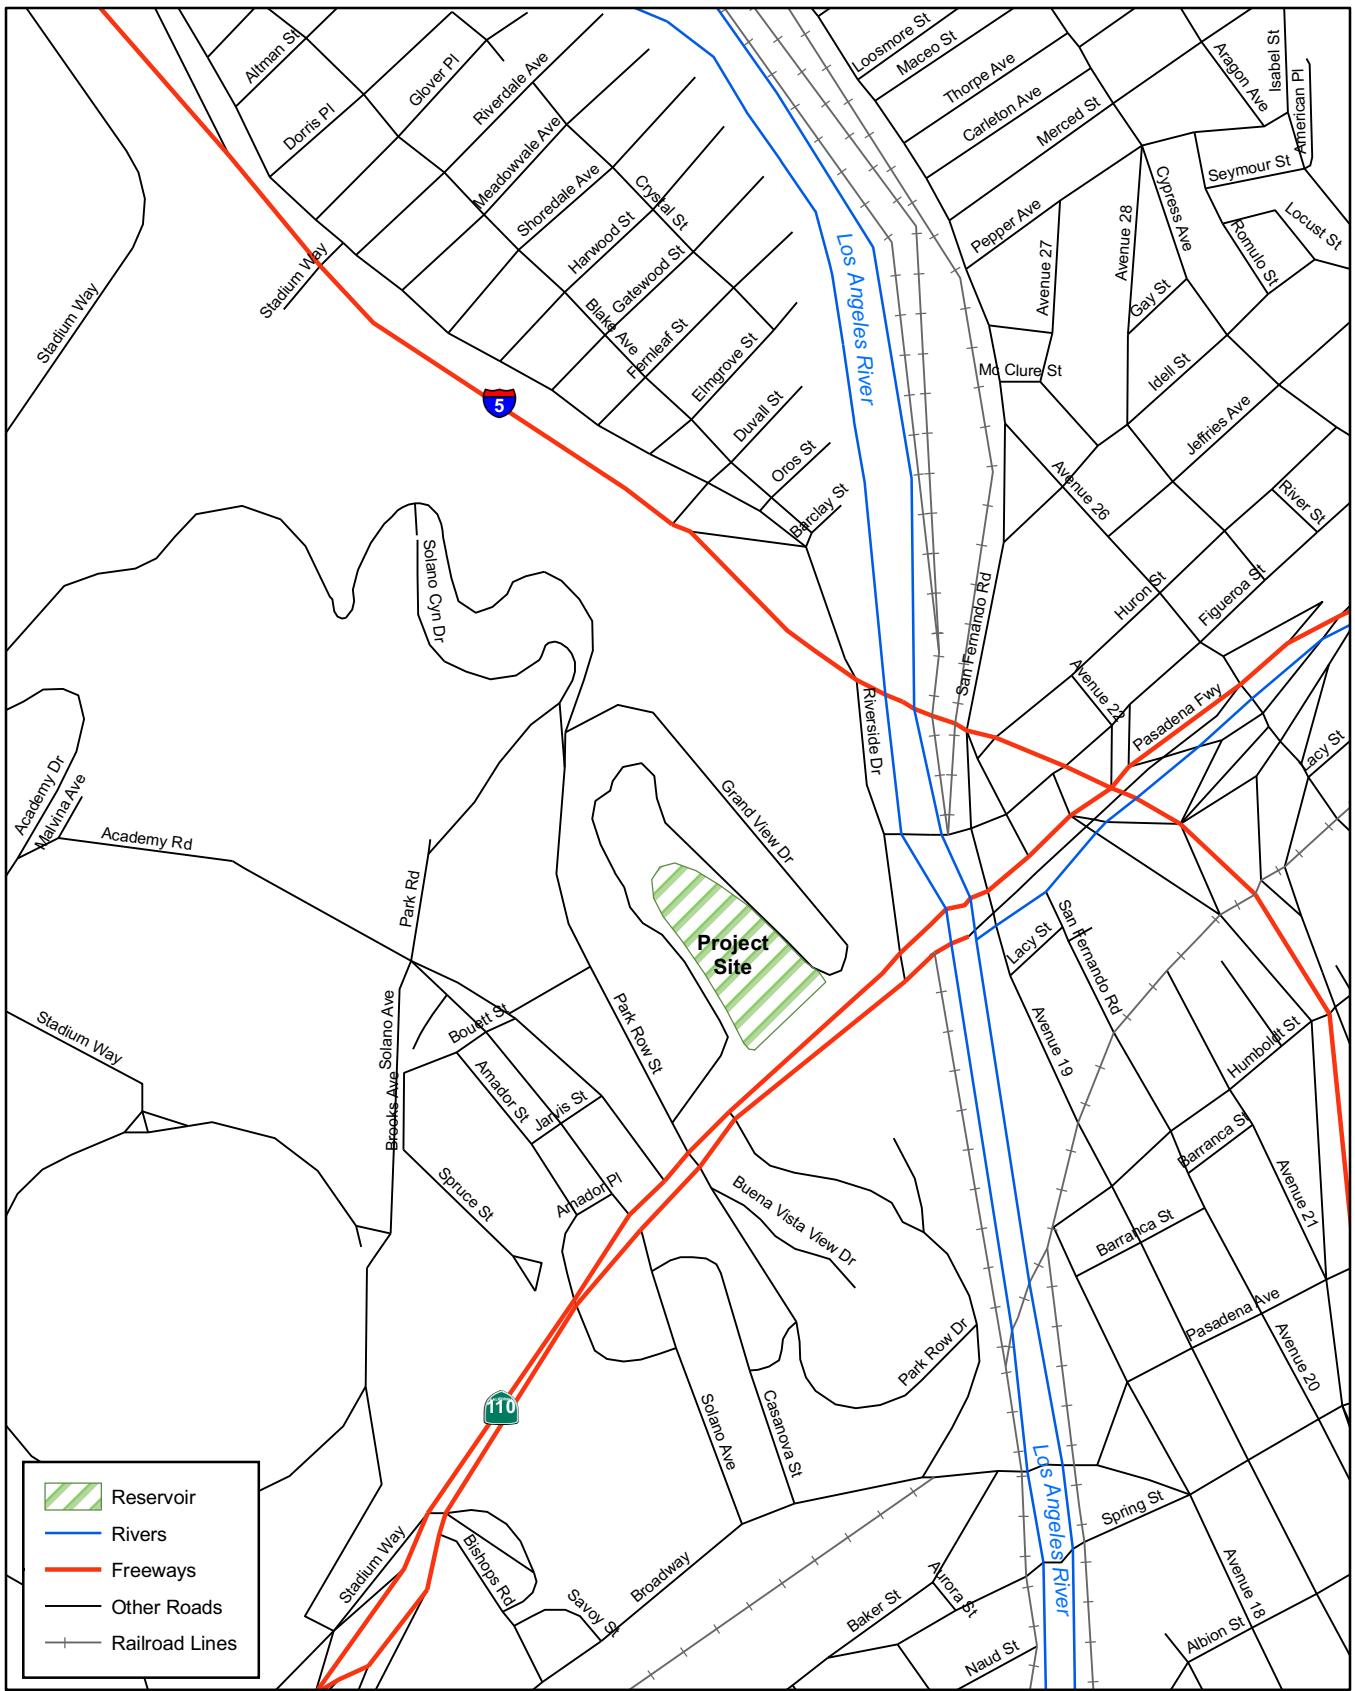 Altman St
Dorris Pl
Glover Pl
Riverdale Ave
Meadowvale Ave
Shoredale Ave
Harwood St
Crystal St
Gatewood St
Blake Ave
Fernleaf St
Elmgrove St
Duvall St
Oros St
Barclay St
Stadium Way
Stadium Way
5
Los Angeles River
Loosmore St
Maceo St
Thorpe Ave
Carleton Ave
Merced St
Pepper Ave
Aragon Ave
Isabel St
American Pl
Seymour St
Cypress Ave
Locust St
Romulo St
Avenue 28
Avenue 27
Gay St
Mc Clure St
Idell St
Jeffries Ave
Avenue 26
River St
Huron St
Figueroa St
San Fernando Rd
Avenue 22
Pasadena Fwy
Lacy St
Riverside Dr
Solano Cyn Dr
Academy Dr
Malvina Ave
Academy Rd
Park Rd
Grand View Dr
Project
Site
Park Row St
Bouett St
Solano Ave
Brooks Ave
Amador St
Jarvis St
Amador Pl
Spruce St
Stadium Way
Lacy St
San Fernando Rd
Avenue 19
Humboldt St
Barranca St
Avenue 21
Barranca St
Buena Vista View Dr
Pasadena Ave
Avenue 20
Park Row Dr
Solano Ave
Casanova St
110
Los Angeles River
Spring St
Avenue 18
Albion St
Stadium Way
Bishops Rd
Savoy St
Broadway
Baker St
Aurora St
Naud St
Reservoir
Rivers
Freeways
Other Roads
Railroad Lines